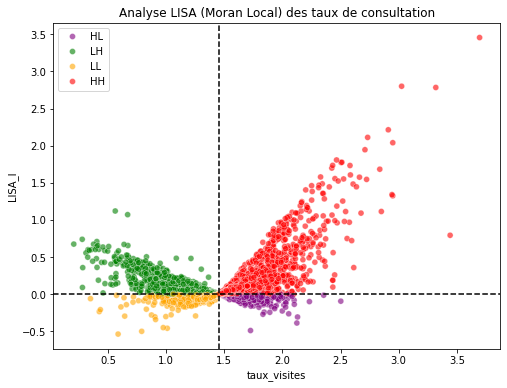 Analyse LISA (Moran Local) des taux de consultation
HL
LH
LL
HH
3.5
3.0
2.5
2.0
1.5
1.0
0.5
0.0
−0.5
LISA_I
0.5 1.0 1.5 2.0 2.5 3.0 3.5
taux_visites